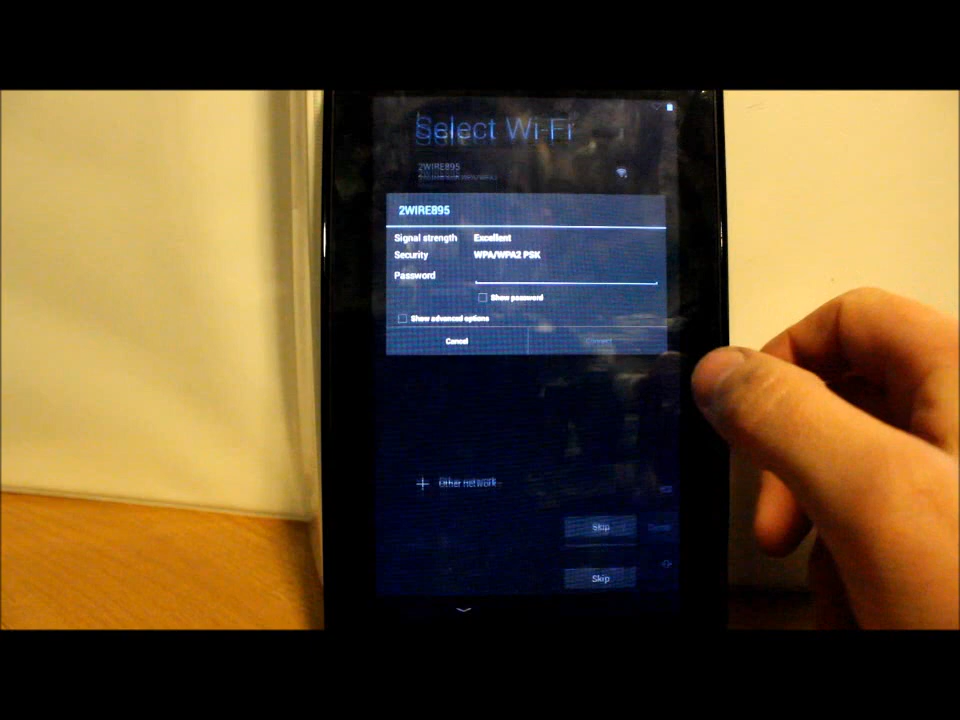 Select Wi-Fi
2WIRE895
2WIRE895
Signal strength Excellent
Security WPA/WPA2 PSK
Password
Show password
Show advanced options
Cancel Connect
Other network
Skip
Skip